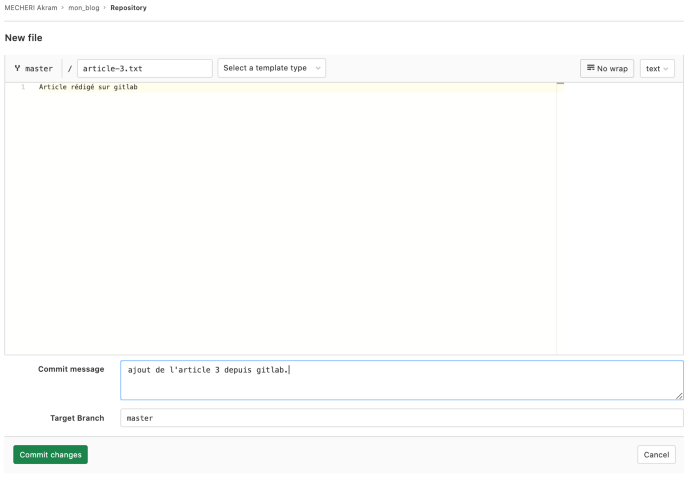 MECHERI Akram > mon_blog > Repository
New file
master / article-3.txt Select a template type No wrap text
1 Article rédigé sur gitlab
Commit message ajout de l'article 3 depuis gitlab.
Target Branch master
Commit changes Cancel